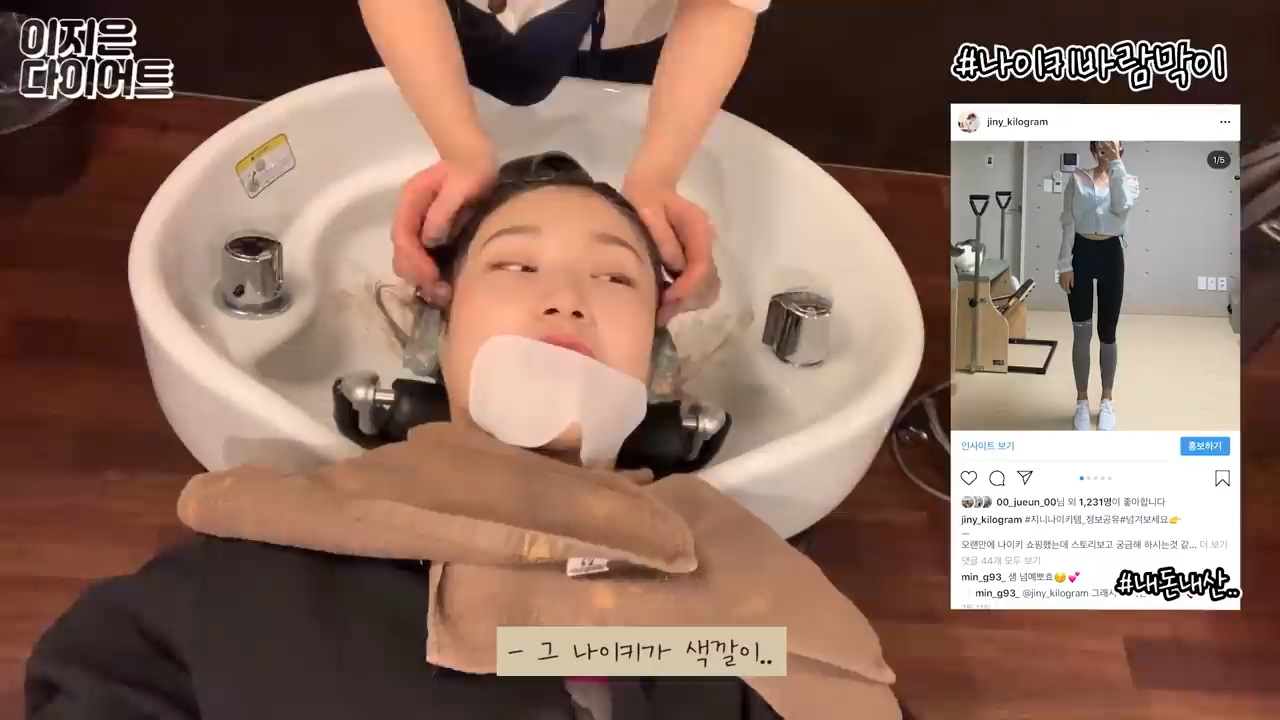 이지은
다이어트
#나이키바람막이
jiny_kilogram
1/5
인사이트 보기
홍보하기
00_jueun_00님 외 1,231명이 좋아합니다
jiny_kilogram #지니나이키템_정보공유#넘겨보세요👉
—
오랜만에 나이키 쇼핑했는데 스토리보고 궁금해 하시는것 같... 더 보기
댓글 44개 모두 보기
min_g93_ 샘 넘예뽀효😚💕
min_g93_ @jiny_kilogram 그래서
#내돈내산..
- 그 나이키가 색깔이..